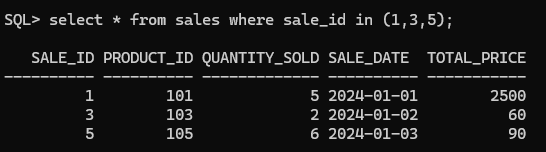 SQL> select * from sales where sale_id in (1,3,5);
   SALE_ID PRODUCT_ID QUANTITY_SOLD SALE_DATE  TOTAL_PRICE
---------- ---------- ------------- ---------- -----------
         1        101             5 2024-01-01        2500
         3        103             2 2024-01-02          60
         5        105             6 2024-01-03          90